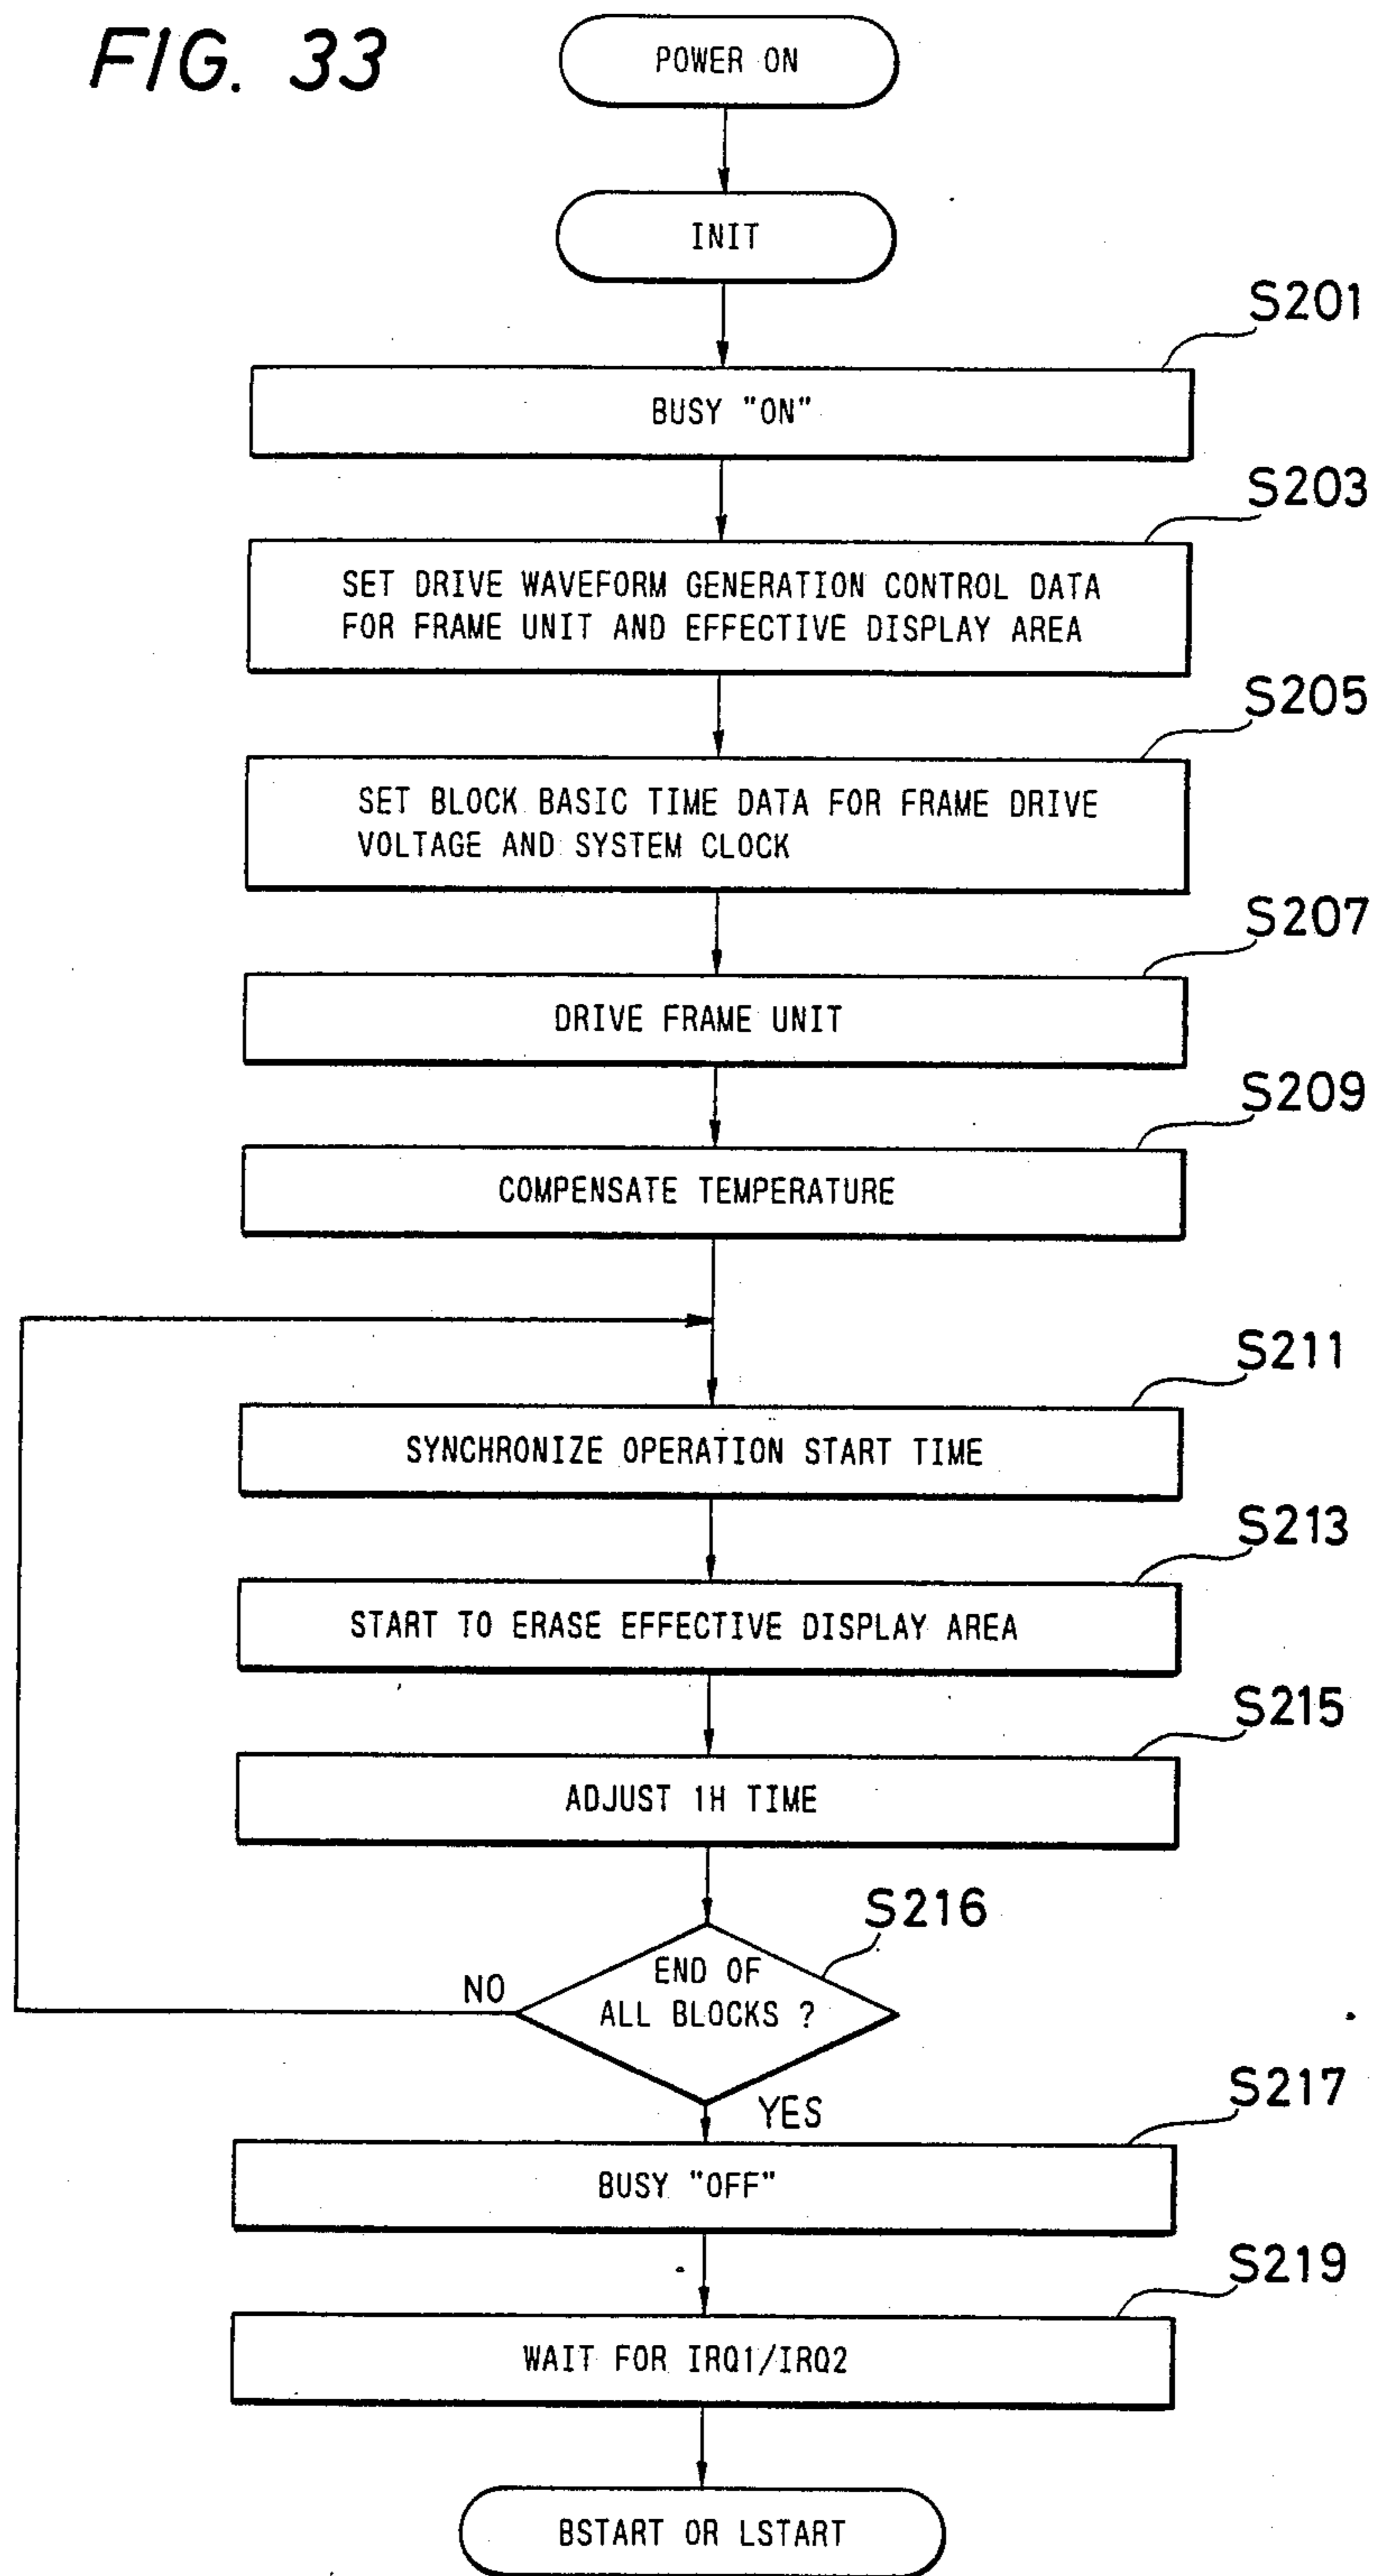 FIG. 33
POWER ON
INIT
S201
BUSY "ON"
S203
SET DRIVE WAVEFORM GENERATION CONTROL DATA
FOR FRAME UNIT AND EFFECTIVE DISPLAY AREA
S205
SET BLOCK BASIC TIME DATA FOR FRAME DRIVE
VOLTAGE AND SYSTEM CLOCK
S207
DRIVE FRAME UNIT
S209
COMPENSATE TEMPERATURE
S211
SYNCHRONIZE OPERATION START TIME
S213
START TO ERASE EFFECTIVE DISPLAY AREA
S215
ADJUST 1H TIME
S216
END OF
ALL BLOCKS ?
NO
YES
S217
BUSY "OFF"
S219
WAIT FOR IRQ1/IRQ2
BSTART OR LSTART